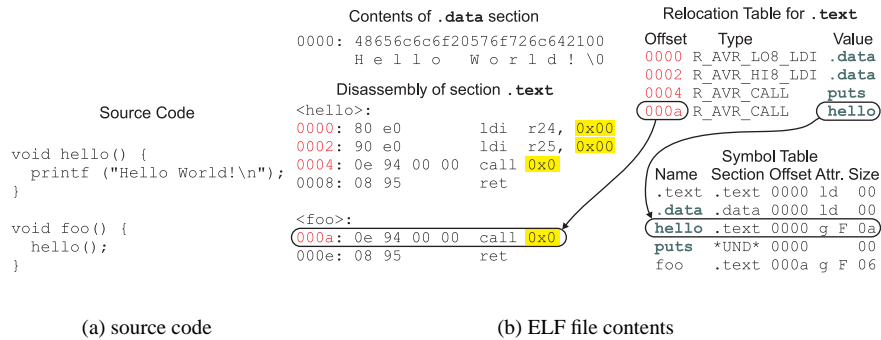 Source Code
void hello() {
printf ("Hello World!\n");
}
void foo() {
hello();
}
(a) source code
Contents of .data section
0000: 48656c6c6f20576f726c642100
H e l l o   W o r l d ! \0
Disassembly of section .text
<hello>:
0000: 80 e0 ldi r24, 0x00
0002: 90 e0 ldi r25, 0x00
0004: 0e 94 00 00 call 0x0
0008: 08 95 ret
<foo>:
000a: 0e 94 00 00 call 0x0
000e: 08 95 ret
Relocation Table for .text
Offset Type Value
0000 R_AVR_LO8_LDI .data
0002 R_AVR_HI8_LDI .data
0004 R_AVR_CALL puts
000a R_AVR_CALL hello
Symbol Table
Name Section Offset Attr. Size
.text .text 0000 ld 00
.data .data 0000 ld 00
hello .text 0000 g F 0a
puts *UND* 0000 00
foo .text 000a g F 06
(b) ELF file contents